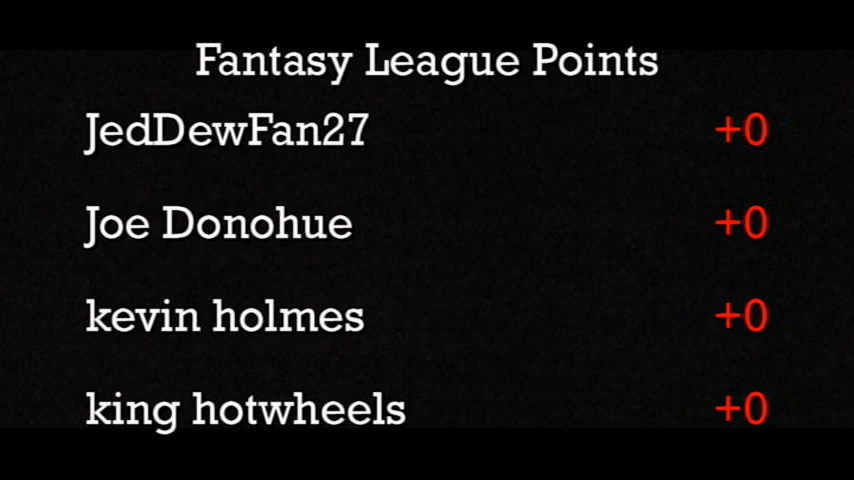 Fantasy League Points
JedDewFan27 +0
Joe Donohue +0
kevin holmes +0
king hotwheels +0